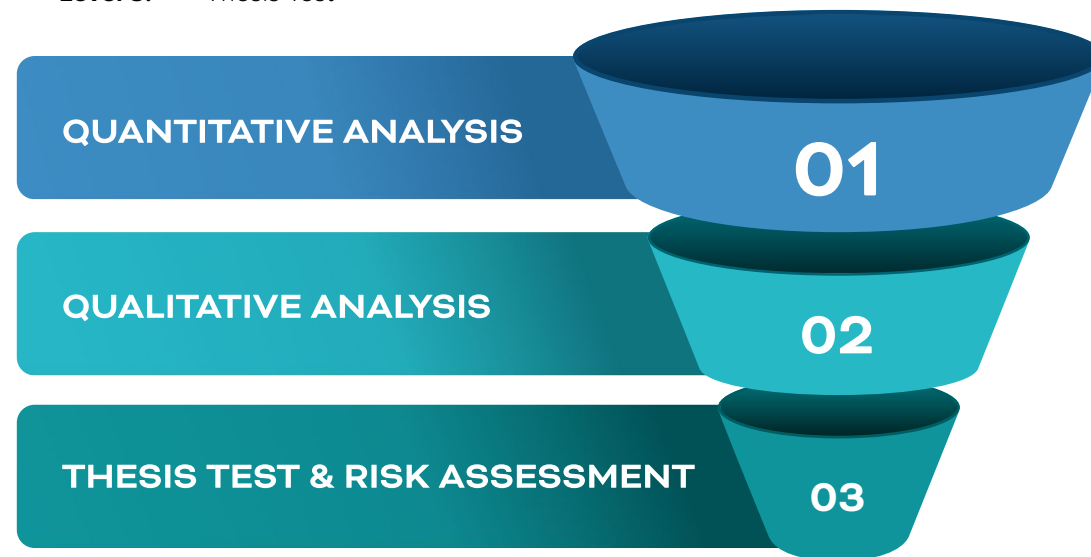 QUANTITATIVE ANALYSIS
01
QUALITATIVE ANALYSIS
02
THESIS TEST & RISK ASSESSMENT
03